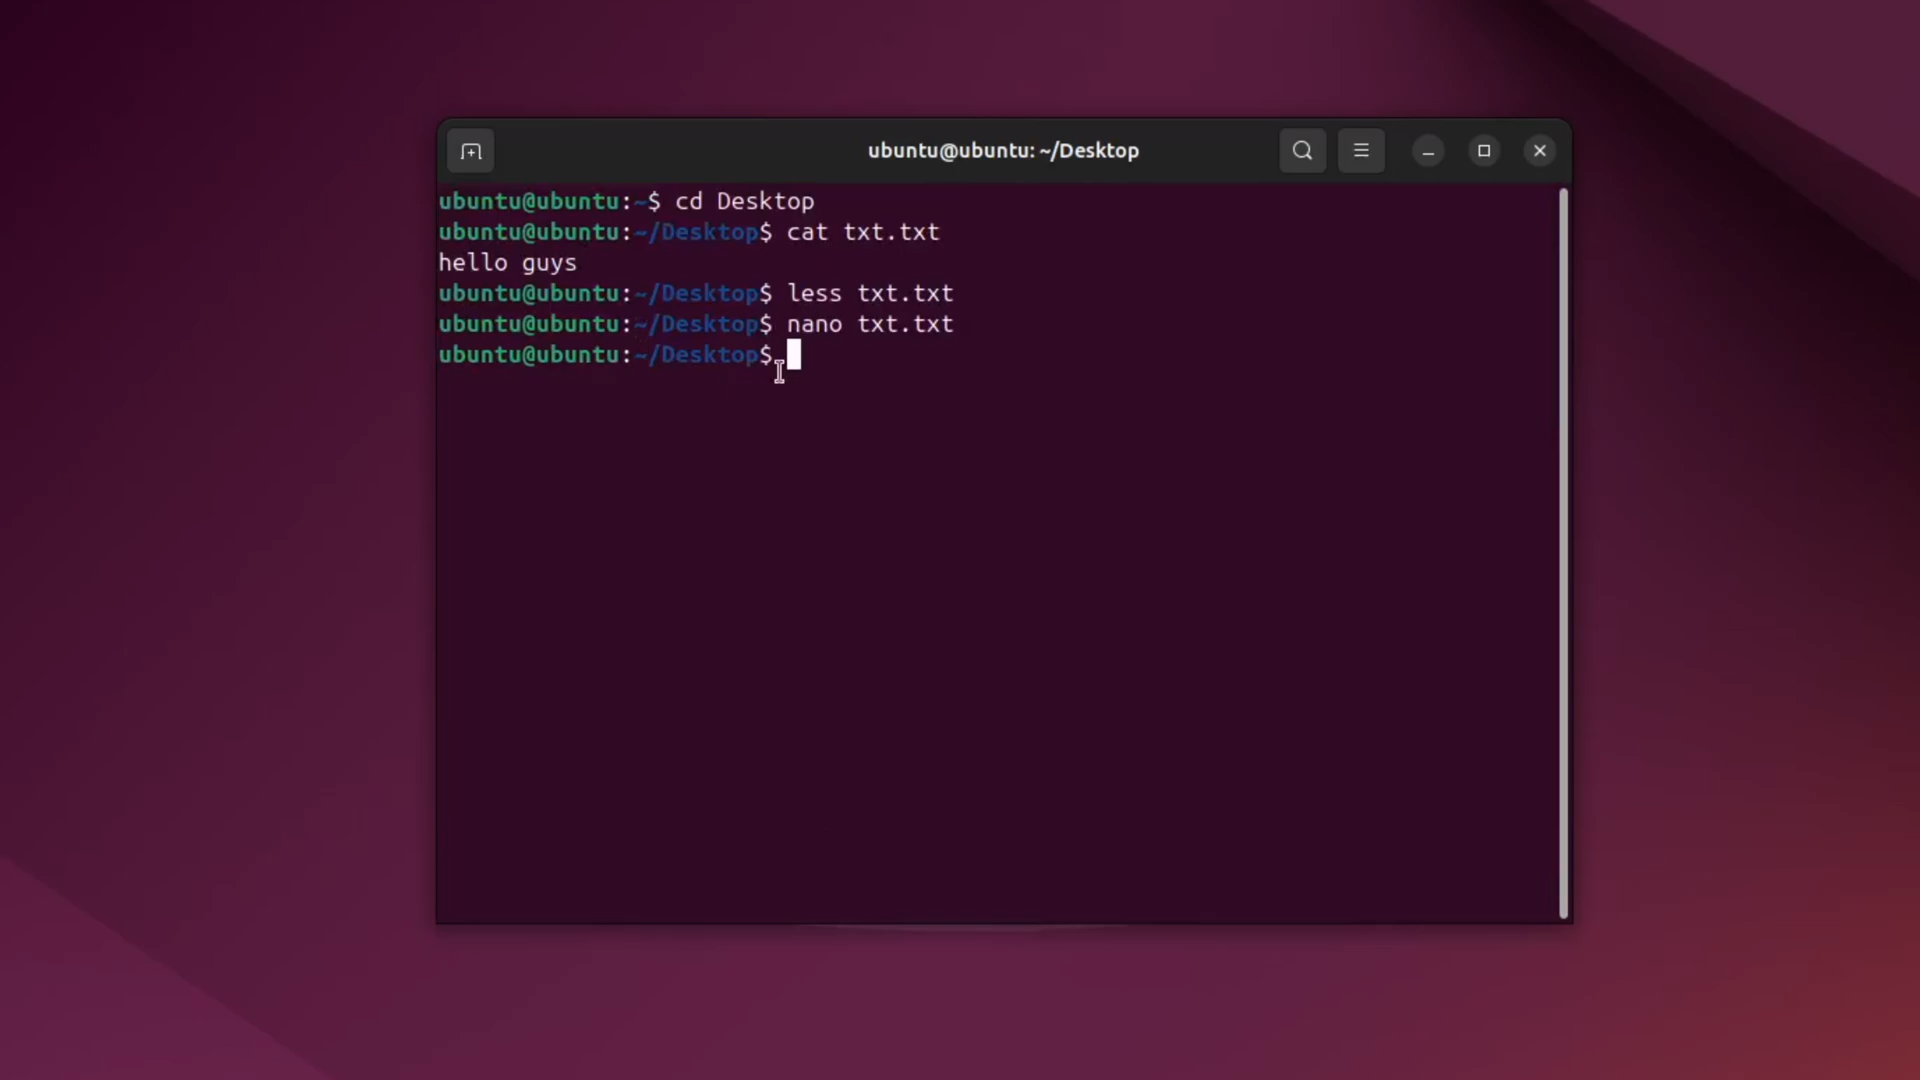 ubuntu@ubuntu: ~/Desktop
ubuntu@ubuntu:~$ cd Desktop
ubuntu@ubuntu:~/Desktop$ cat txt.txt
hello guys
ubuntu@ubuntu:~/Desktop$ less txt.txt
ubuntu@ubuntu:~/Desktop$ nano txt.txt
ubuntu@ubuntu:~/Desktop$